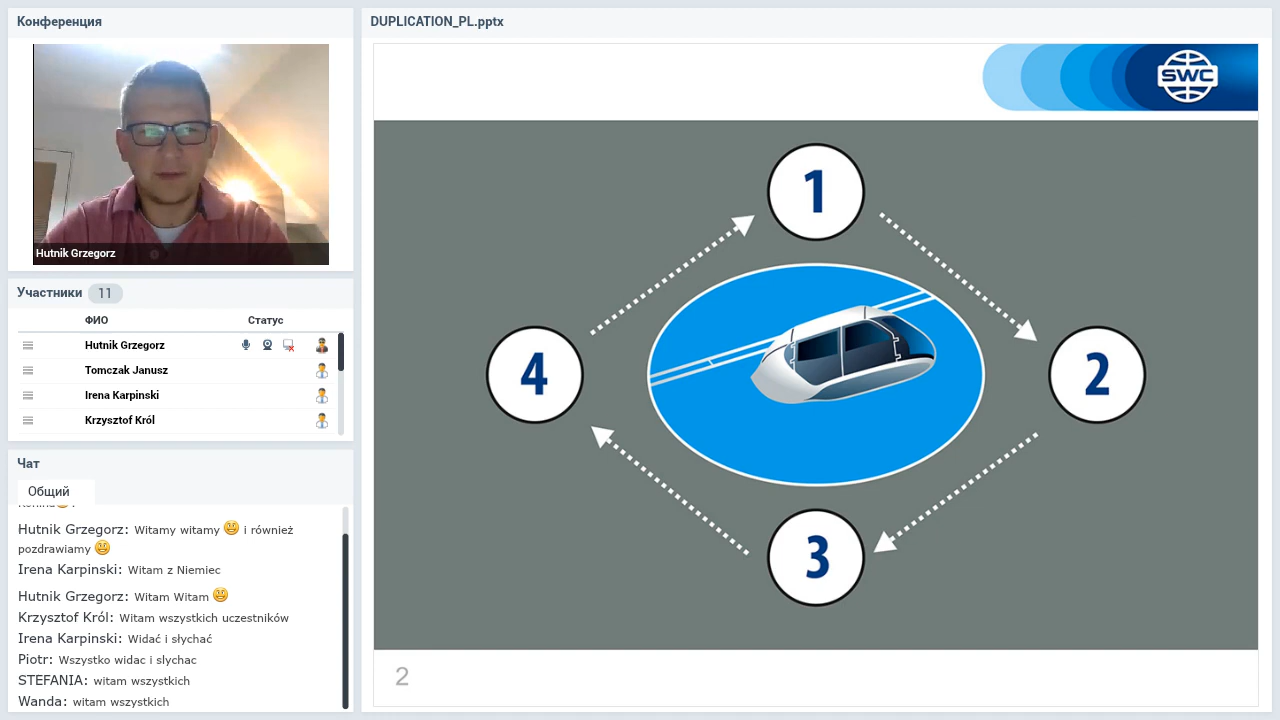 Конференция
Hutnik Grzegorz
Участники 11
ФИО Статус
Hutnik Grzegorz
Tomczak Janusz
Irena Karpinski
Krzysztof Król
Чат
Общий
Hutnik Grzegorz: Witamy witamy i również
pozdrawiamy
Irena Karpinski: Witam z Niemiec
Hutnik Grzegorz: Witam Witam
Krzysztof Król: Witam wszystkich uczestników
Irena Karpinski: Widać i słychać
Piotr: Wszystko widac i slychac
STEFANIA: witam wszystkich
Wanda: witam wszystkich
DUPLICATION_PL.pptx
SWC
1
4
2
3
2